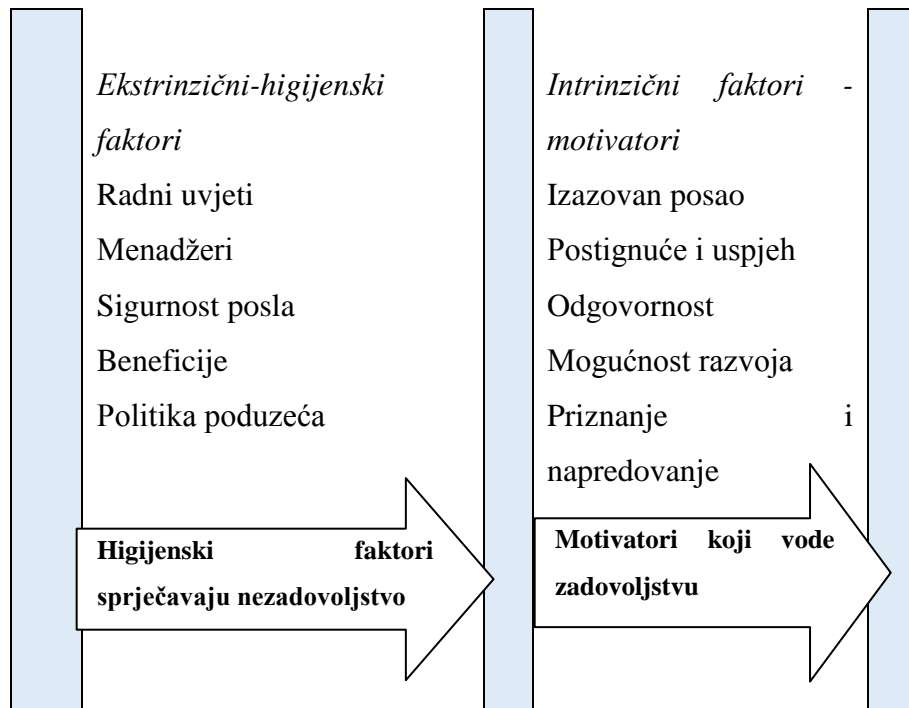 Ekstrinzični-higijenski
faktori
Radni uvjeti
Menadžeri
Sigurnost posla
Beneficije
Politika poduzeća
Higijenski faktori
sprječavaju nezadovoljstvo
Intrinzični faktori -
motivatori
Izazovan posao
Postignuće i uspjeh
Odgovornost
Mogućnost razvoja
Priznanje i
napredovanje
Motivatori koji vode
zadovoljstvu